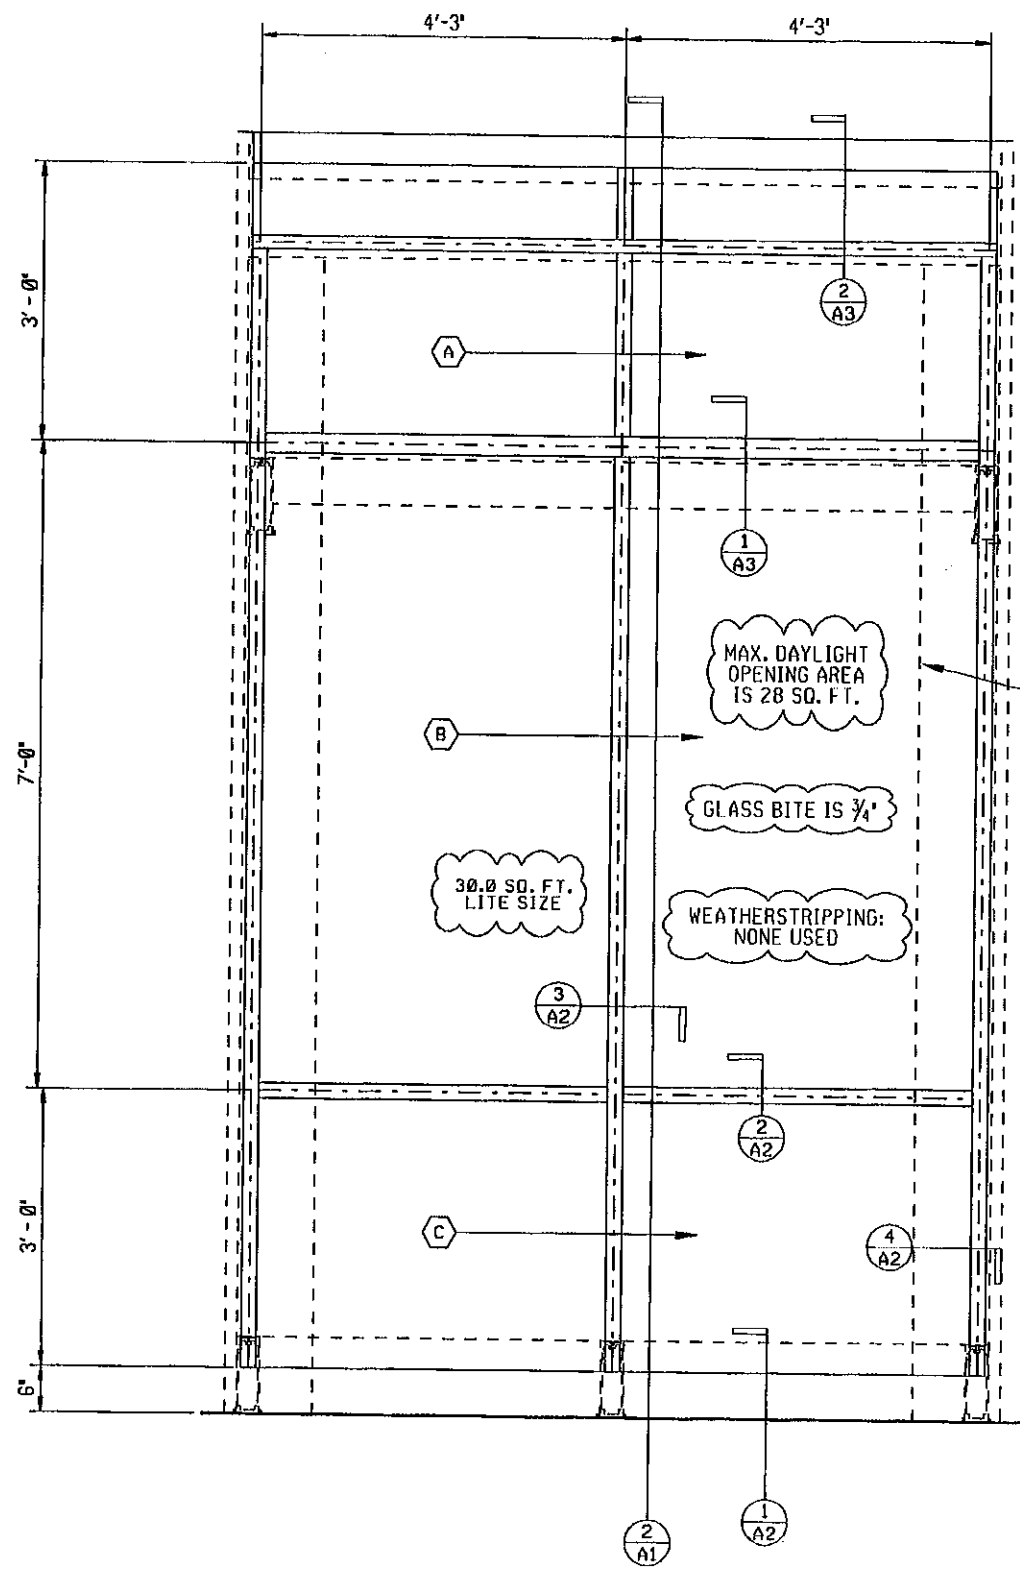 4'-3"
4'-3"
3'-0"
2
A3
A
1
A3
MAX. DAYLIGHT
OPENING AREA
IS 28 SQ. FT.
7'-0"
B
GLASS BITE IS 3/4"
30.0 SQ. FT.
LITE SIZE
WEATHERSTRIPPING:
NONE USED
3
A2
2
A2
3'-0"
C
4
A2
6"
1
A2
2
A1